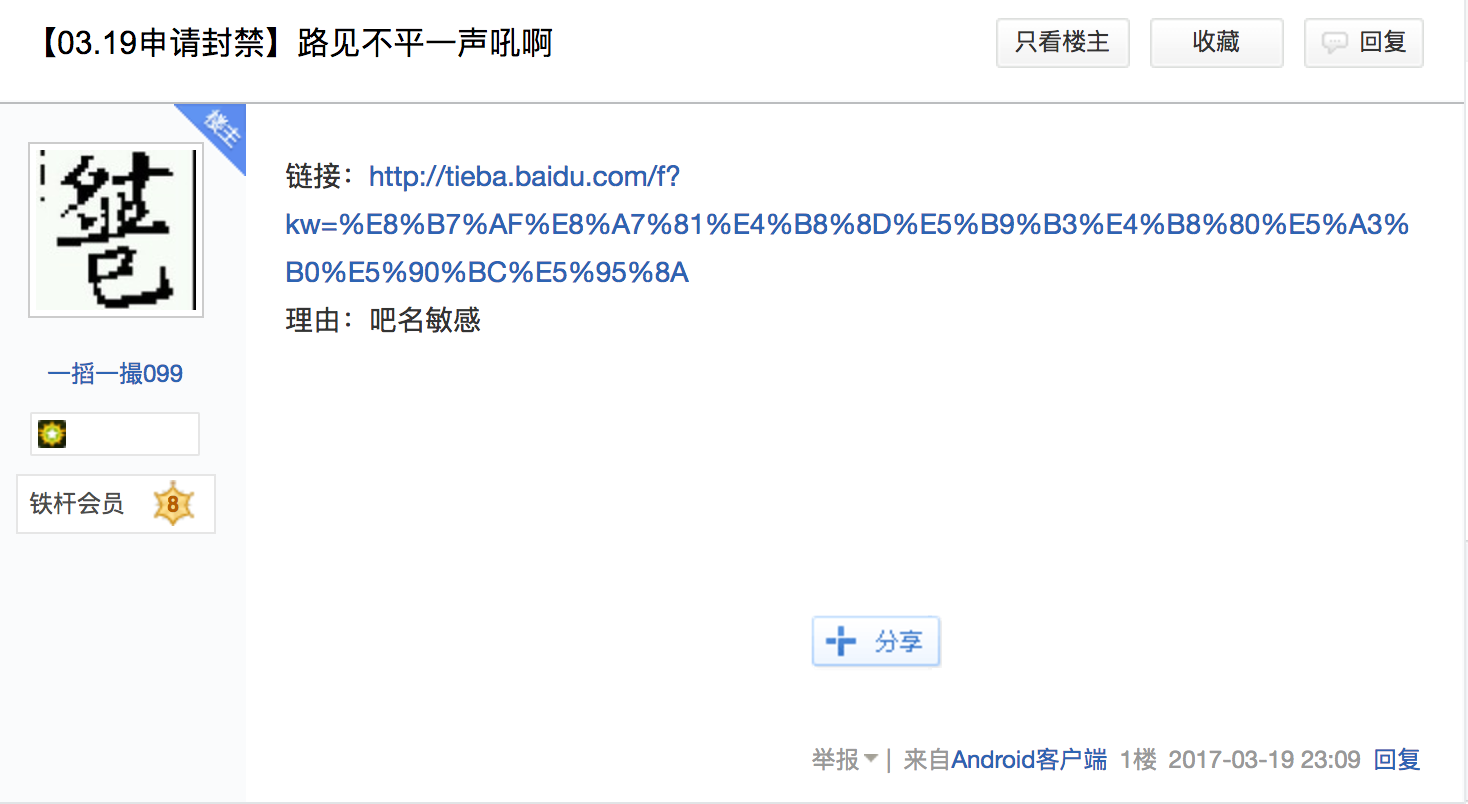 【03.19申请封禁】路见不平一声吼啊
只看楼主
收藏
回复
楼主
链接：http://tieba.baidu.com/f?
kw=%E8%B7%AF%E8%A7%81%E4%B8%8D%E5%B9%B3%E4%B8%80%E5%A3%
B0%E5%90%BC%E5%95%8A
理由：吧名敏感
一搯一撮099
铁杆会员 8
分享
举报 | 来自Android客户端 1楼 2017-03-19 23:09 回复